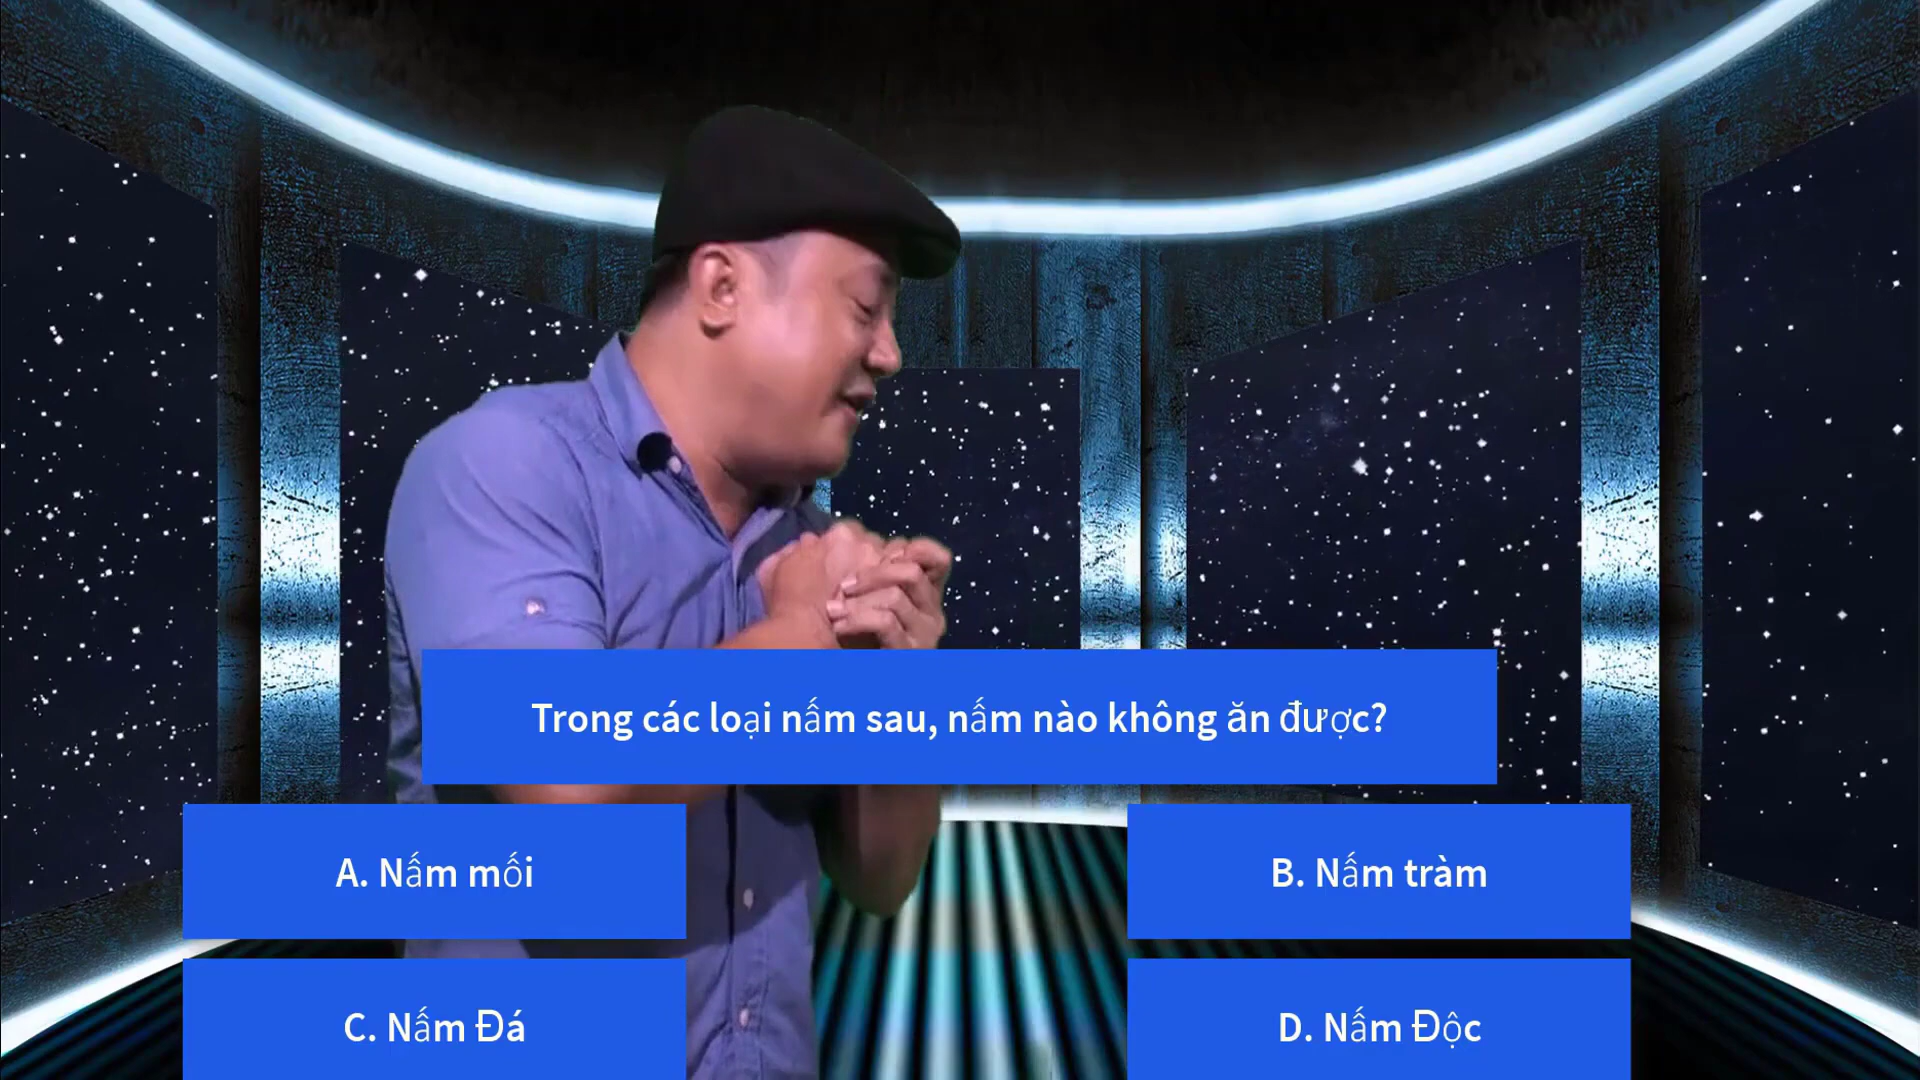 Trong các loại nấm sau, nấm nào không ăn được?
A. Nấm mối
B. Nấm tràm
C. Nấm Đá
D. Nấm Độc